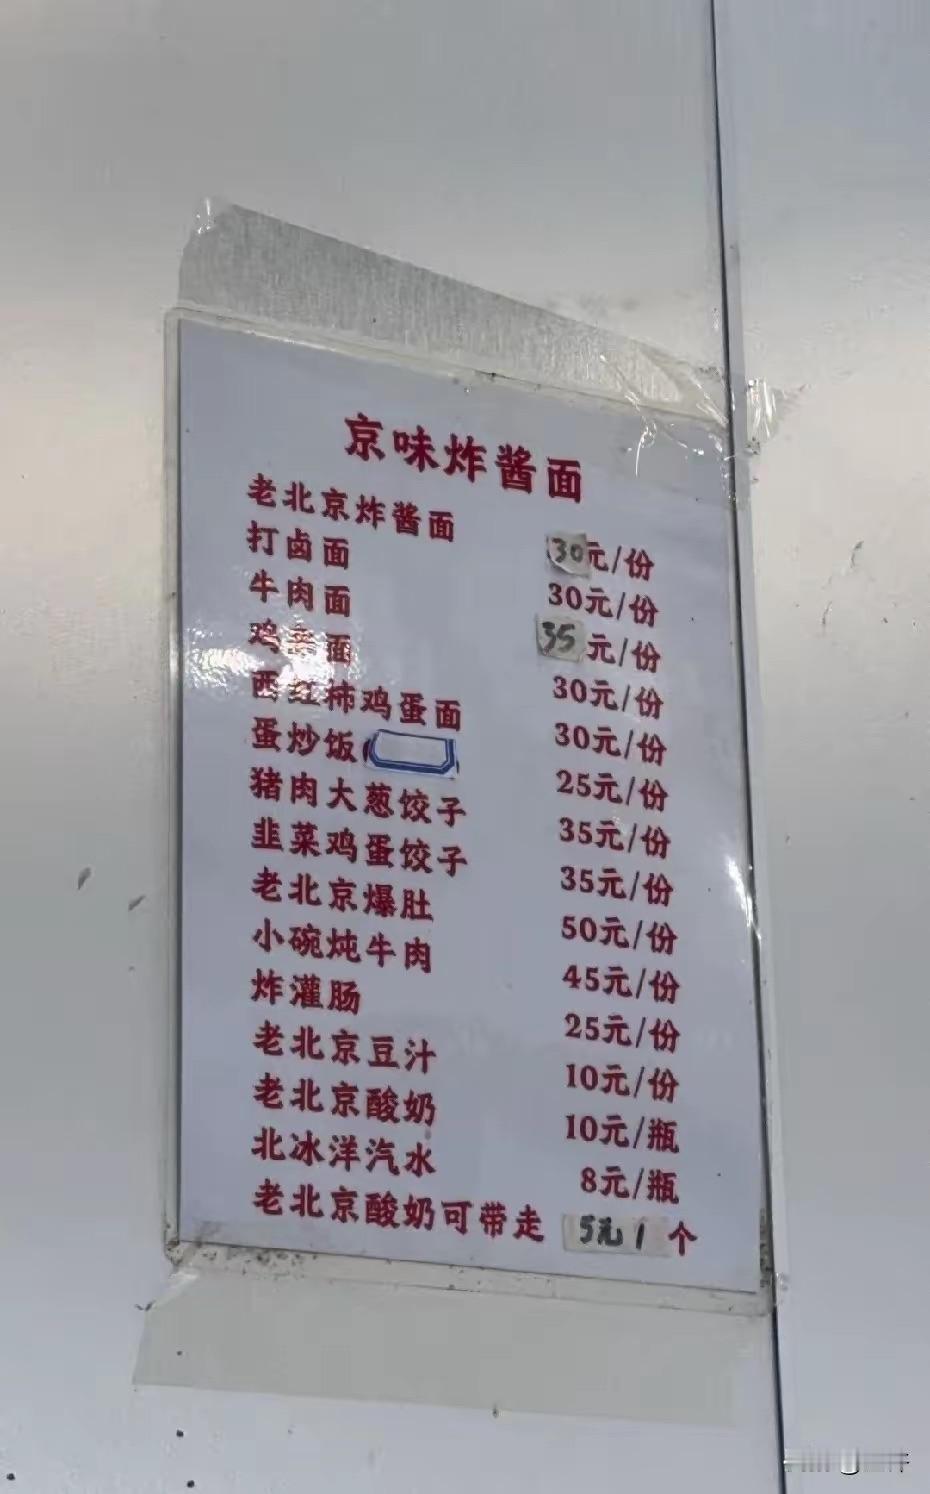 京味炸酱面
老北京炸酱面 30元/份
打卤面 30元/份
牛肉面 35元/份
鸡面 30元/份
西红柿鸡蛋面 30元/份
蛋炒饭 25元/份
猪肉大葱饺子 35元/份
韭菜鸡蛋饺子 35元/份
老北京爆肚 50元/份
小碗炖牛肉 45元/份
炸灌肠 25元/份
老北京豆汁 10元/份
老北京酸奶 10元/瓶
北冰洋汽水 8元/瓶
老北京酸奶可带走 5元/个